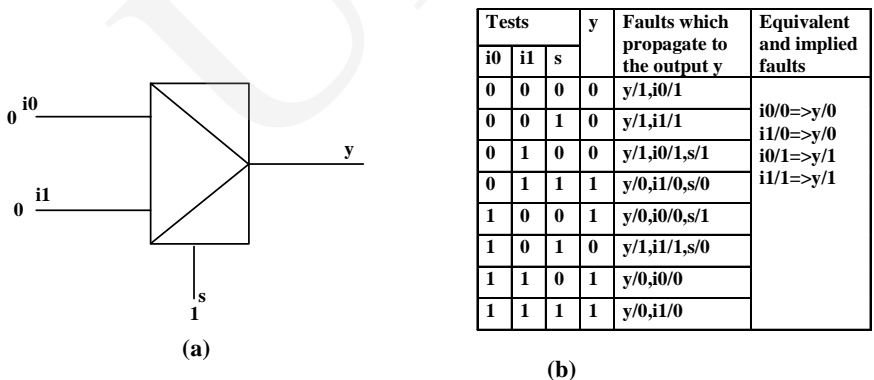 0 i0
0 i1
y
s
1
(a)
Tests y Faults which propagate to the output y Equivalent and implied faults
i0 i1 s
0 0 0 0 y/1,i0/1
0 0 1 0 y/1,i1/1
0 1 0 0 y/1,i0/1,s/1
0 1 1 1 y/0,i1/0,s/0
1 0 0 1 y/0,i0/0,s/1
1 0 1 0 y/1,i1/1,s/0
1 1 0 1 y/0,i0/0
1 1 1 1 y/0,i1/0
i0/0=>y/0
i1/0=>y/0
i0/1=>y/1
i1/1=>y/1
(b)